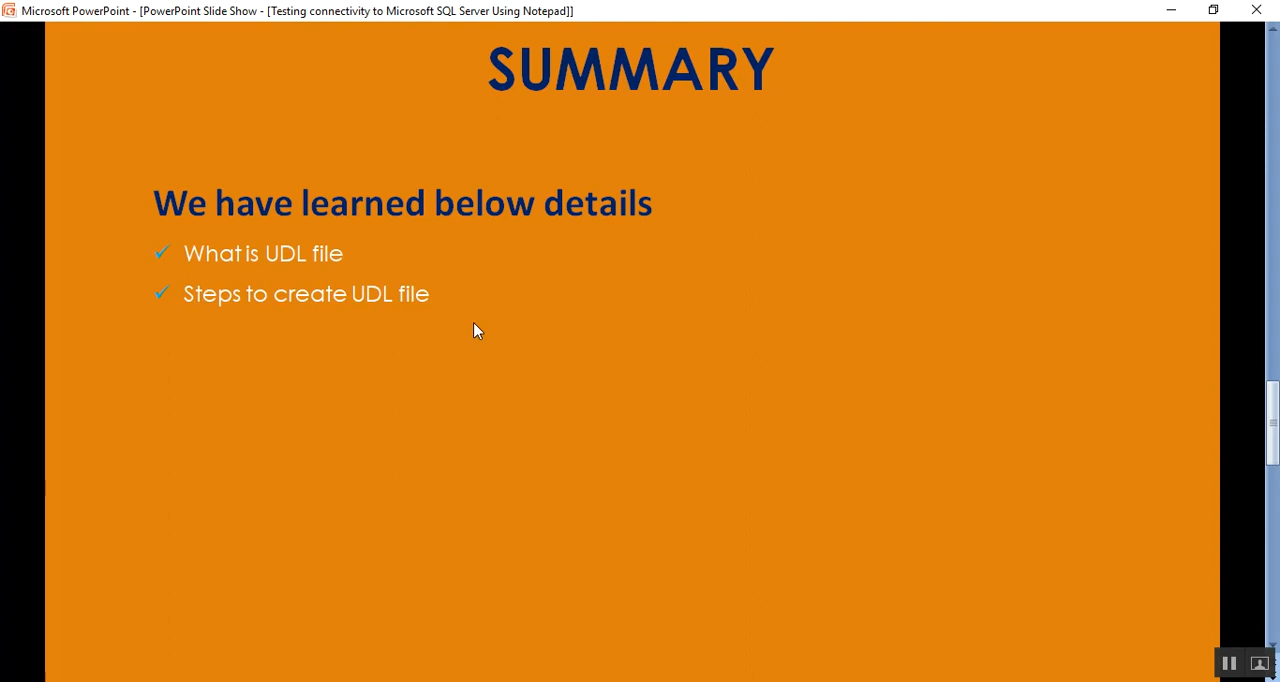 Microsoft PowerPoint - [PowerPoint Slide Show - [Testing connectivity to Microsoft SQL Server Using Notepad]]
SUMMARY
We have learned below details
✓ What is UDL file
✓ Steps to create UDL file